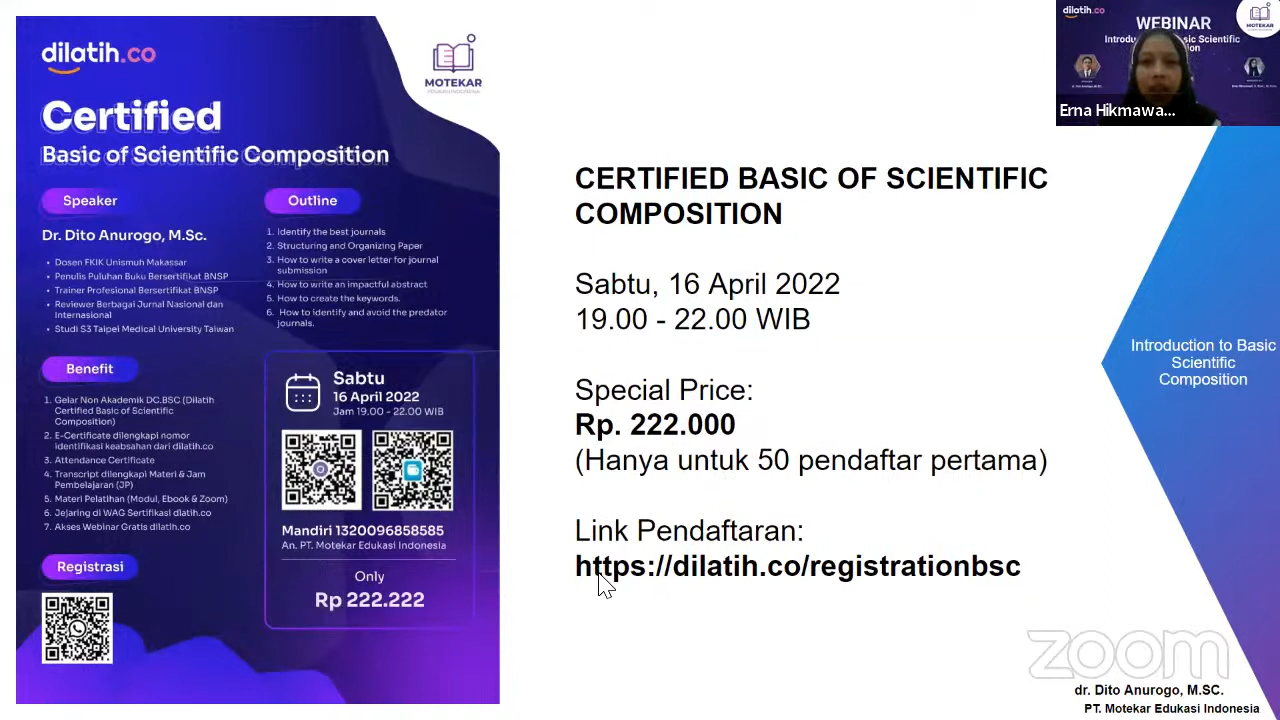 dilatih.co
MOTEKAR
Certified
Basic of Scientific Composition
Speaker
Dr. Dito Anurogo, M.Sc.
• Dosen FKIK Unismuh Makassar
• Penulis Puluhan Buku Bersertifikat BNSP
• Trainer Profesional Bersertifikat BNSP
• Reviewer Berbagai Jurnal Nasional dan
Internasional
• Studi S3 Taipei Medical University Taiwan
Outline
1. Identify the best journals
2. Structuring and Organizing Paper
3. How to write a cover letter for journal
submission
4. How to write an impactful abstract
5. How to create the keywords.
6. How to identify and avoid the predator
journals.
Benefit
1. Gelar Non Akademik DC.BSC (Dilatih
Certified Basic of Scientific
Composition)
2. E-Certificate dilengkapi nomor
identifikasi keabsahan dari dilatih.co
3. Attendance Certificate
4. Transcript dilengkapi Materi & Jam
Pembelajaran (JP)
5. Materi Pelatihan (Modul, Ebook & Zoom)
6. Jejaring di WAG Sertifikasi dlatih.co
7. Akses Webinar Gratis dilatih.co
Registrasi
Sabtu
16 April 2022
Jam 19.00 - 22.00 WIB
Mandiri 1320096858585
An. PT. Motekar Edukasi Indonesia
Only
Rp 222.222
CERTIFIED BASIC OF SCIENTIFIC
COMPOSITION
Sabtu, 16 April 2022
19.00 - 22.00 WIB
Special Price:
Rp. 222.000
(Hanya untuk 50 pendaftar pertama)
Link Pendaftaran:
https://dilatih.co/registrationbsc
dilatih.co
WEBINAR
MOTEKAR
Erna Hikmawa...
Introduction to Basic
Scientific
Composition
zoom
dr. Dito Anurogo, M.SC.
PT. Motekar Edukasi Indonesia